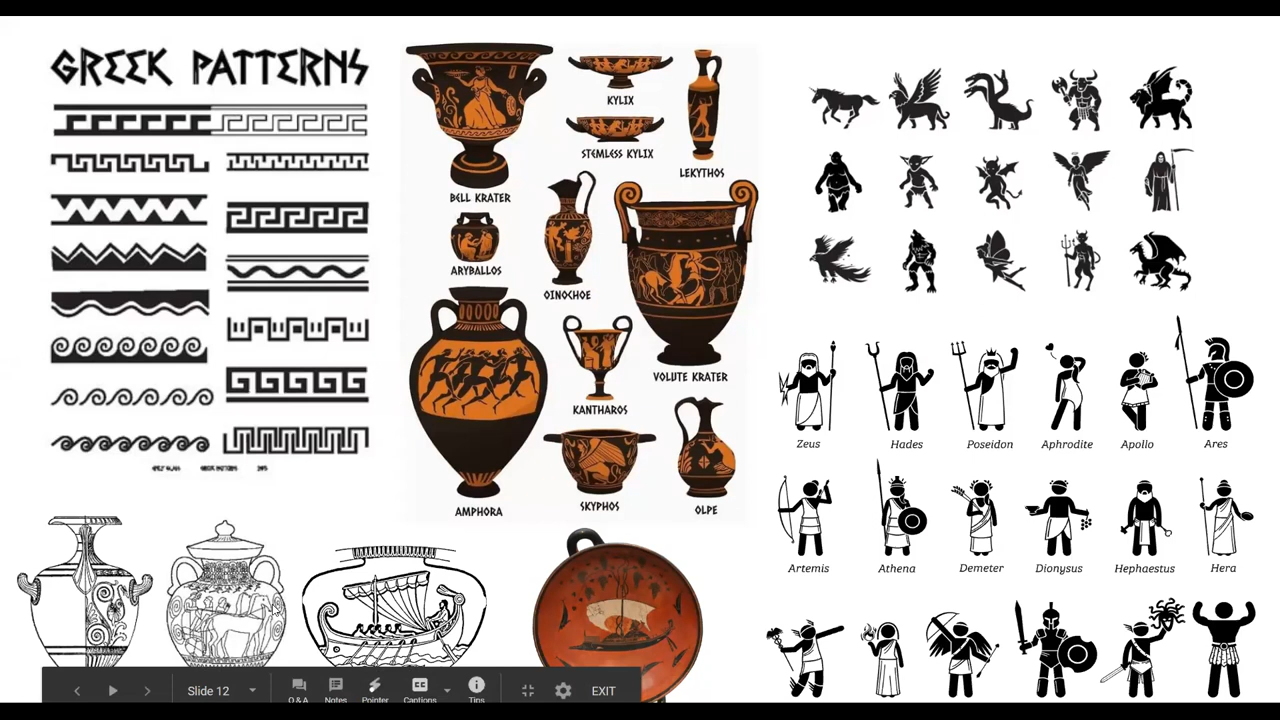 GREEK PATTERNS
BELL KRATER
KYLIX
STEMLESS KYLIX
LEKYTHOS
ARYBALLOS
OINOCHOE
VOLUTE KRATER
KANTHAROS
AMPHORA
SKYPHOS
OLPE
Zeus
Hades
Poseidon
Aphrodite
Apollo
Ares
Artemis
Athena
Demeter
Dionysus
Hephaestus
Hera
Slide 12
Q & A
Notes
Pointer
Captions
Tips
EXIT